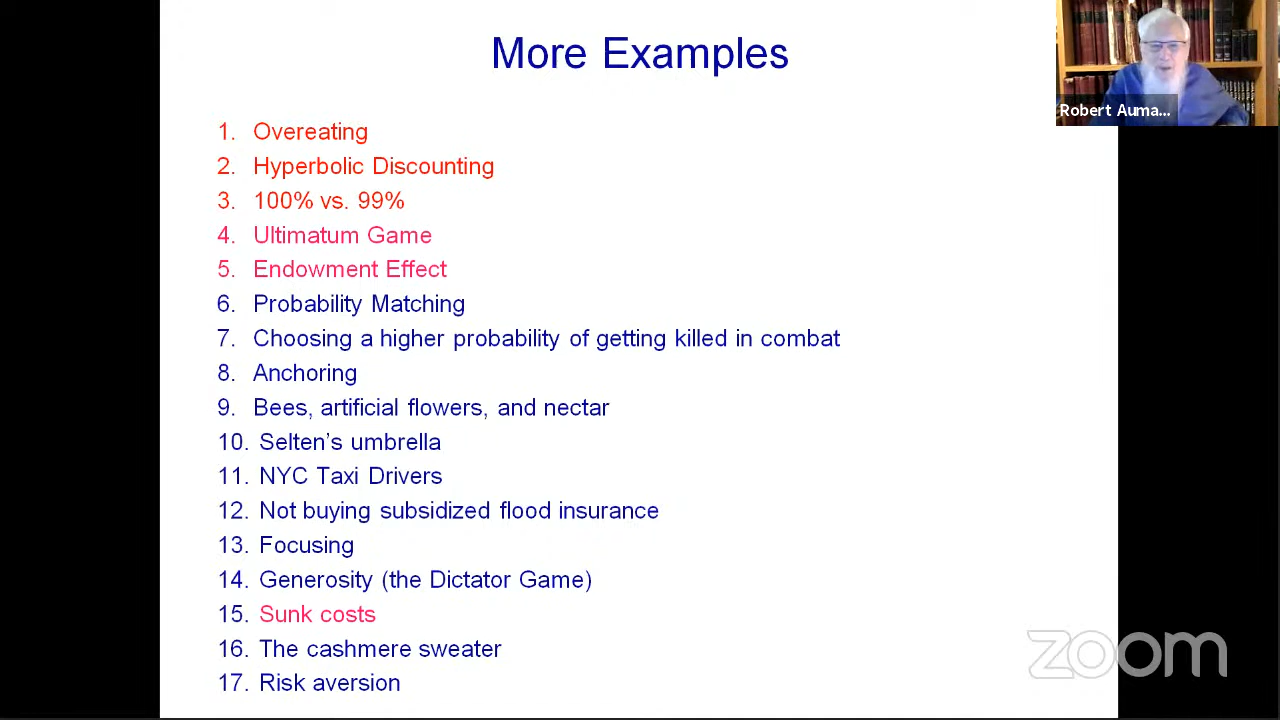 More Examples
Robert Auma...
1. Overeating
2. Hyperbolic Discounting
3. 100% vs. 99%
4. Ultimatum Game
5. Endowment Effect
6. Probability Matching
7. Choosing a higher probability of getting killed in combat
8. Anchoring
9. Bees, artificial flowers, and nectar
10. Selten’s umbrella
11. NYC Taxi Drivers
12. Not buying subsidized flood insurance
13. Focusing
14. Generosity (the Dictator Game)
15. Sunk costs
16. The cashmere sweater
17. Risk aversion
zoom